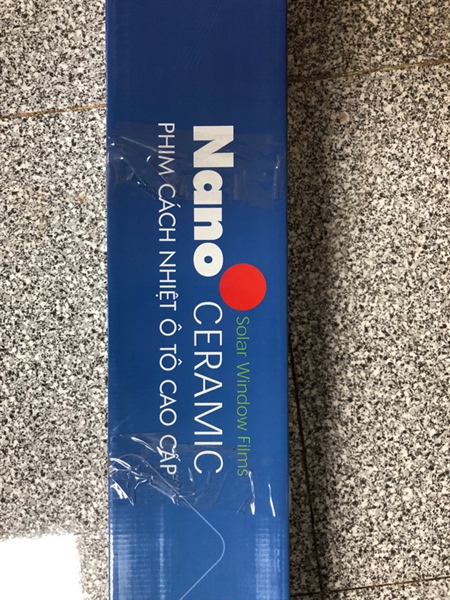 Solar Window Films
Nano CERAMIC
PHIM CÁCH NHIỆT Ô TÔ CAO CẤP